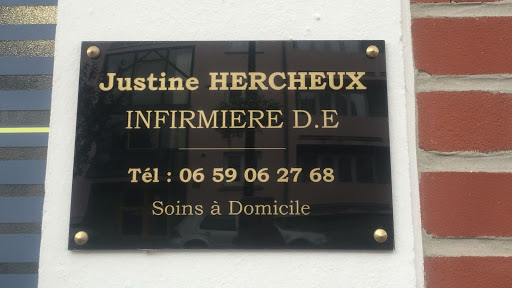 Justine HERCHEUX
INFIRMIERE D.E
Tél : 06 59 06 27 68
Soins à Domicile